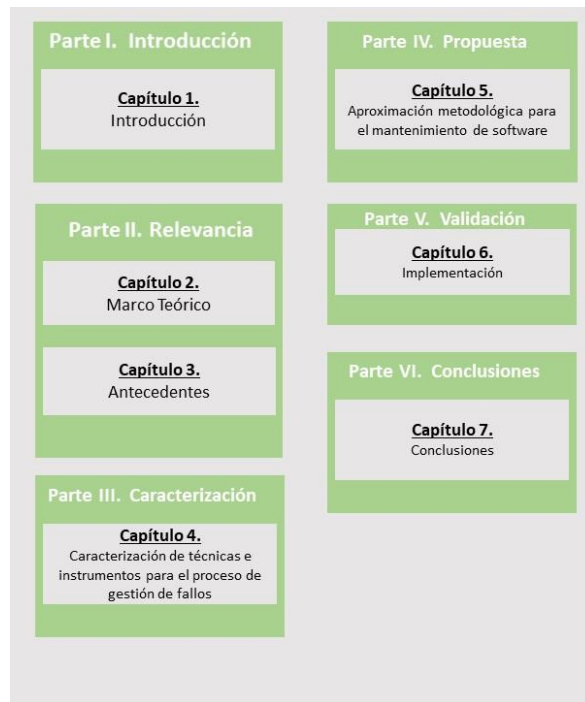 Parte I. Introducción
Capítulo 1.
Introducción
Parte II. Relevancia
Capítulo 2.
Marco Teórico
Capítulo 3.
Antecedentes
Parte III. Caracterización
Capítulo 4.
Caracterización de técnicas e
instrumentos para el proceso de
gestión de fallos
Parte IV. Propuesta
Capítulo 5.
Aproximación metodológica para
el mantenimiento de software
Parte V. Validación
Capítulo 6.
Implementación
Parte VI. Conclusiones
Capítulo 7.
Conclusiones